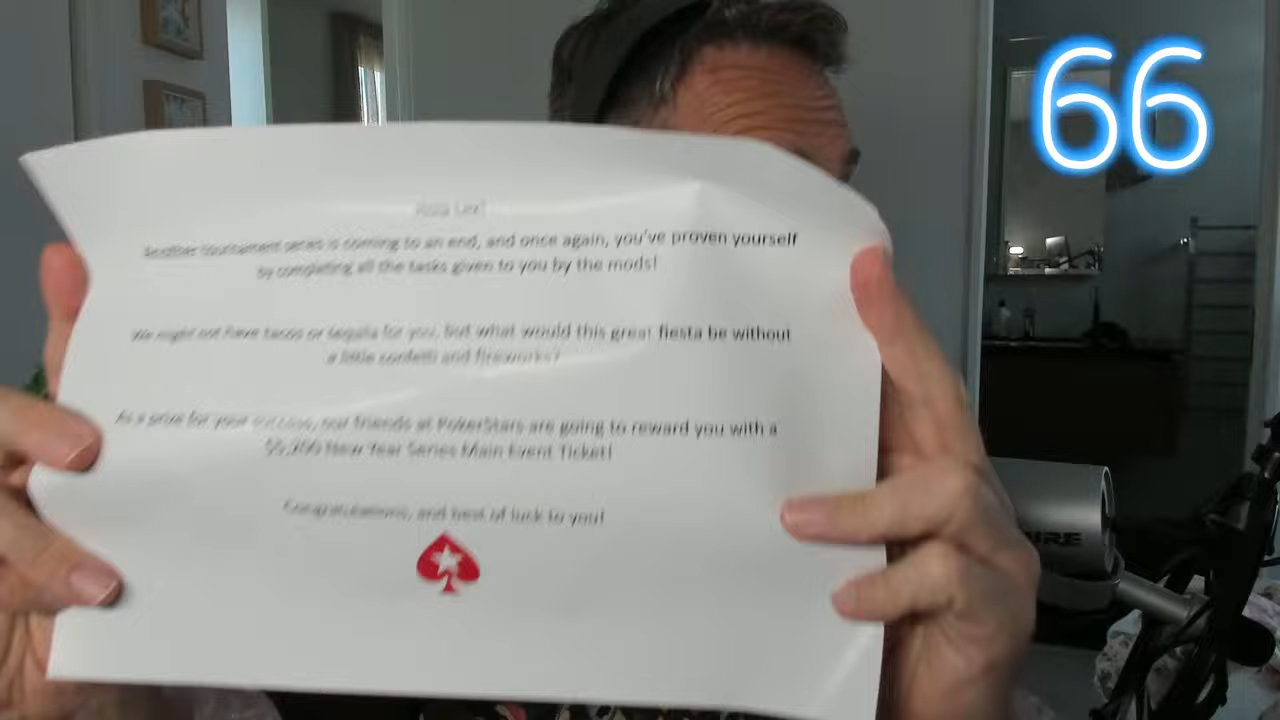 66
Hola Lex!
Another tournament series is coming to an end, and once again, you've proven yourself
by completing all the tasks given to you by the mods!
We might not have tacos or tequila for you, but what would this great fiesta be without
a little confetti and fireworks?
As a prize for your success, our friends at PokerStars are going to reward you with a
$5,200 New Year Series Main Event Ticket!
Congratulations, and best of luck to you!